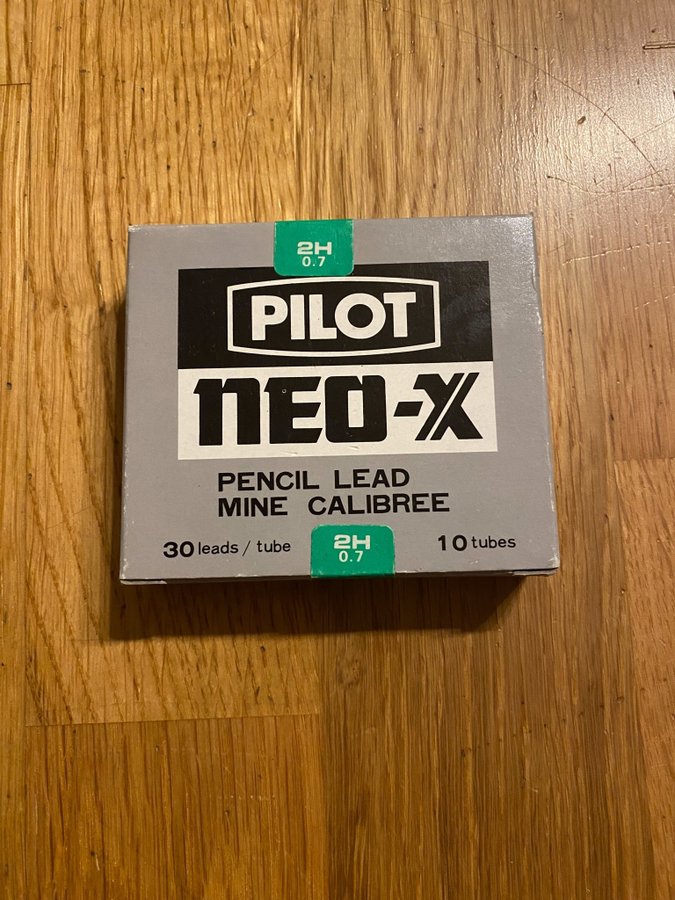 2H
0.7
PILOT
neo-x
PENCIL LEAD
MINE CALIBREE
30 leads / tube
2H
0.7
10 tubes